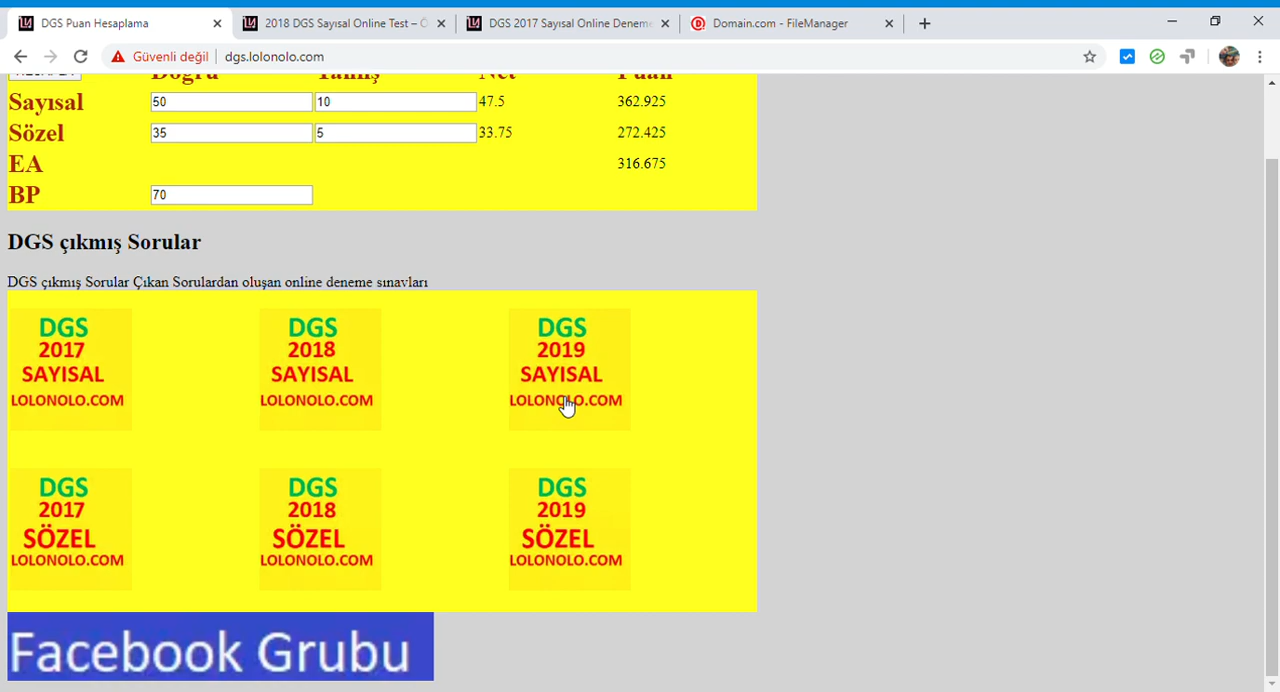 DGS Puan Hesaplama
2018 DGS Sayısal Online Test –
DGS 2017 Sayısal Online Deneme
Domain.com - FileManager
Güvenli değil
dgs.lolonolo.com
Doğru Yanlış Net Puan
Sayısal 50 10 47.5 362.925
Sözel 35 5 33.75 272.425
EA 316.675
BP 70
DGS çıkmış Sorular
DGS çıkmış Sorular Çıkan Sorulardan oluşan online deneme sınavları
DGS
2017
SAYISAL
LOLONOLO.COM
DGS
2018
SAYISAL
LOLONOLO.COM
DGS
2019
SAYISAL
LOLONOLO.COM
DGS
2017
SÖZEL
LOLONOLO.COM
DGS
2018
SÖZEL
LOLONOLO.COM
DGS
2019
SÖZEL
LOLONOLO.COM
Facebook Grubu